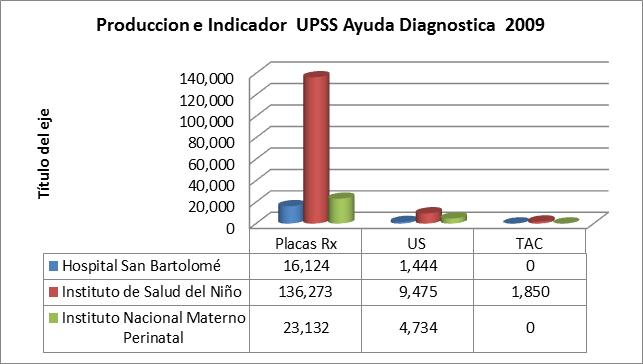 Produccion e Indicador UPSS Ayuda Diagnostica 2009
Título del eje
140,000
120,000
100,000
80,000
60,000
40,000
20,000
0
Placas Rx US TAC
Hospital San Bartolomé 16,124 1,444 0
Instituto de Salud del Niño 136,273 9,475 1,850
Instituto Nacional Materno
Perinatal 23,132 4,734 0